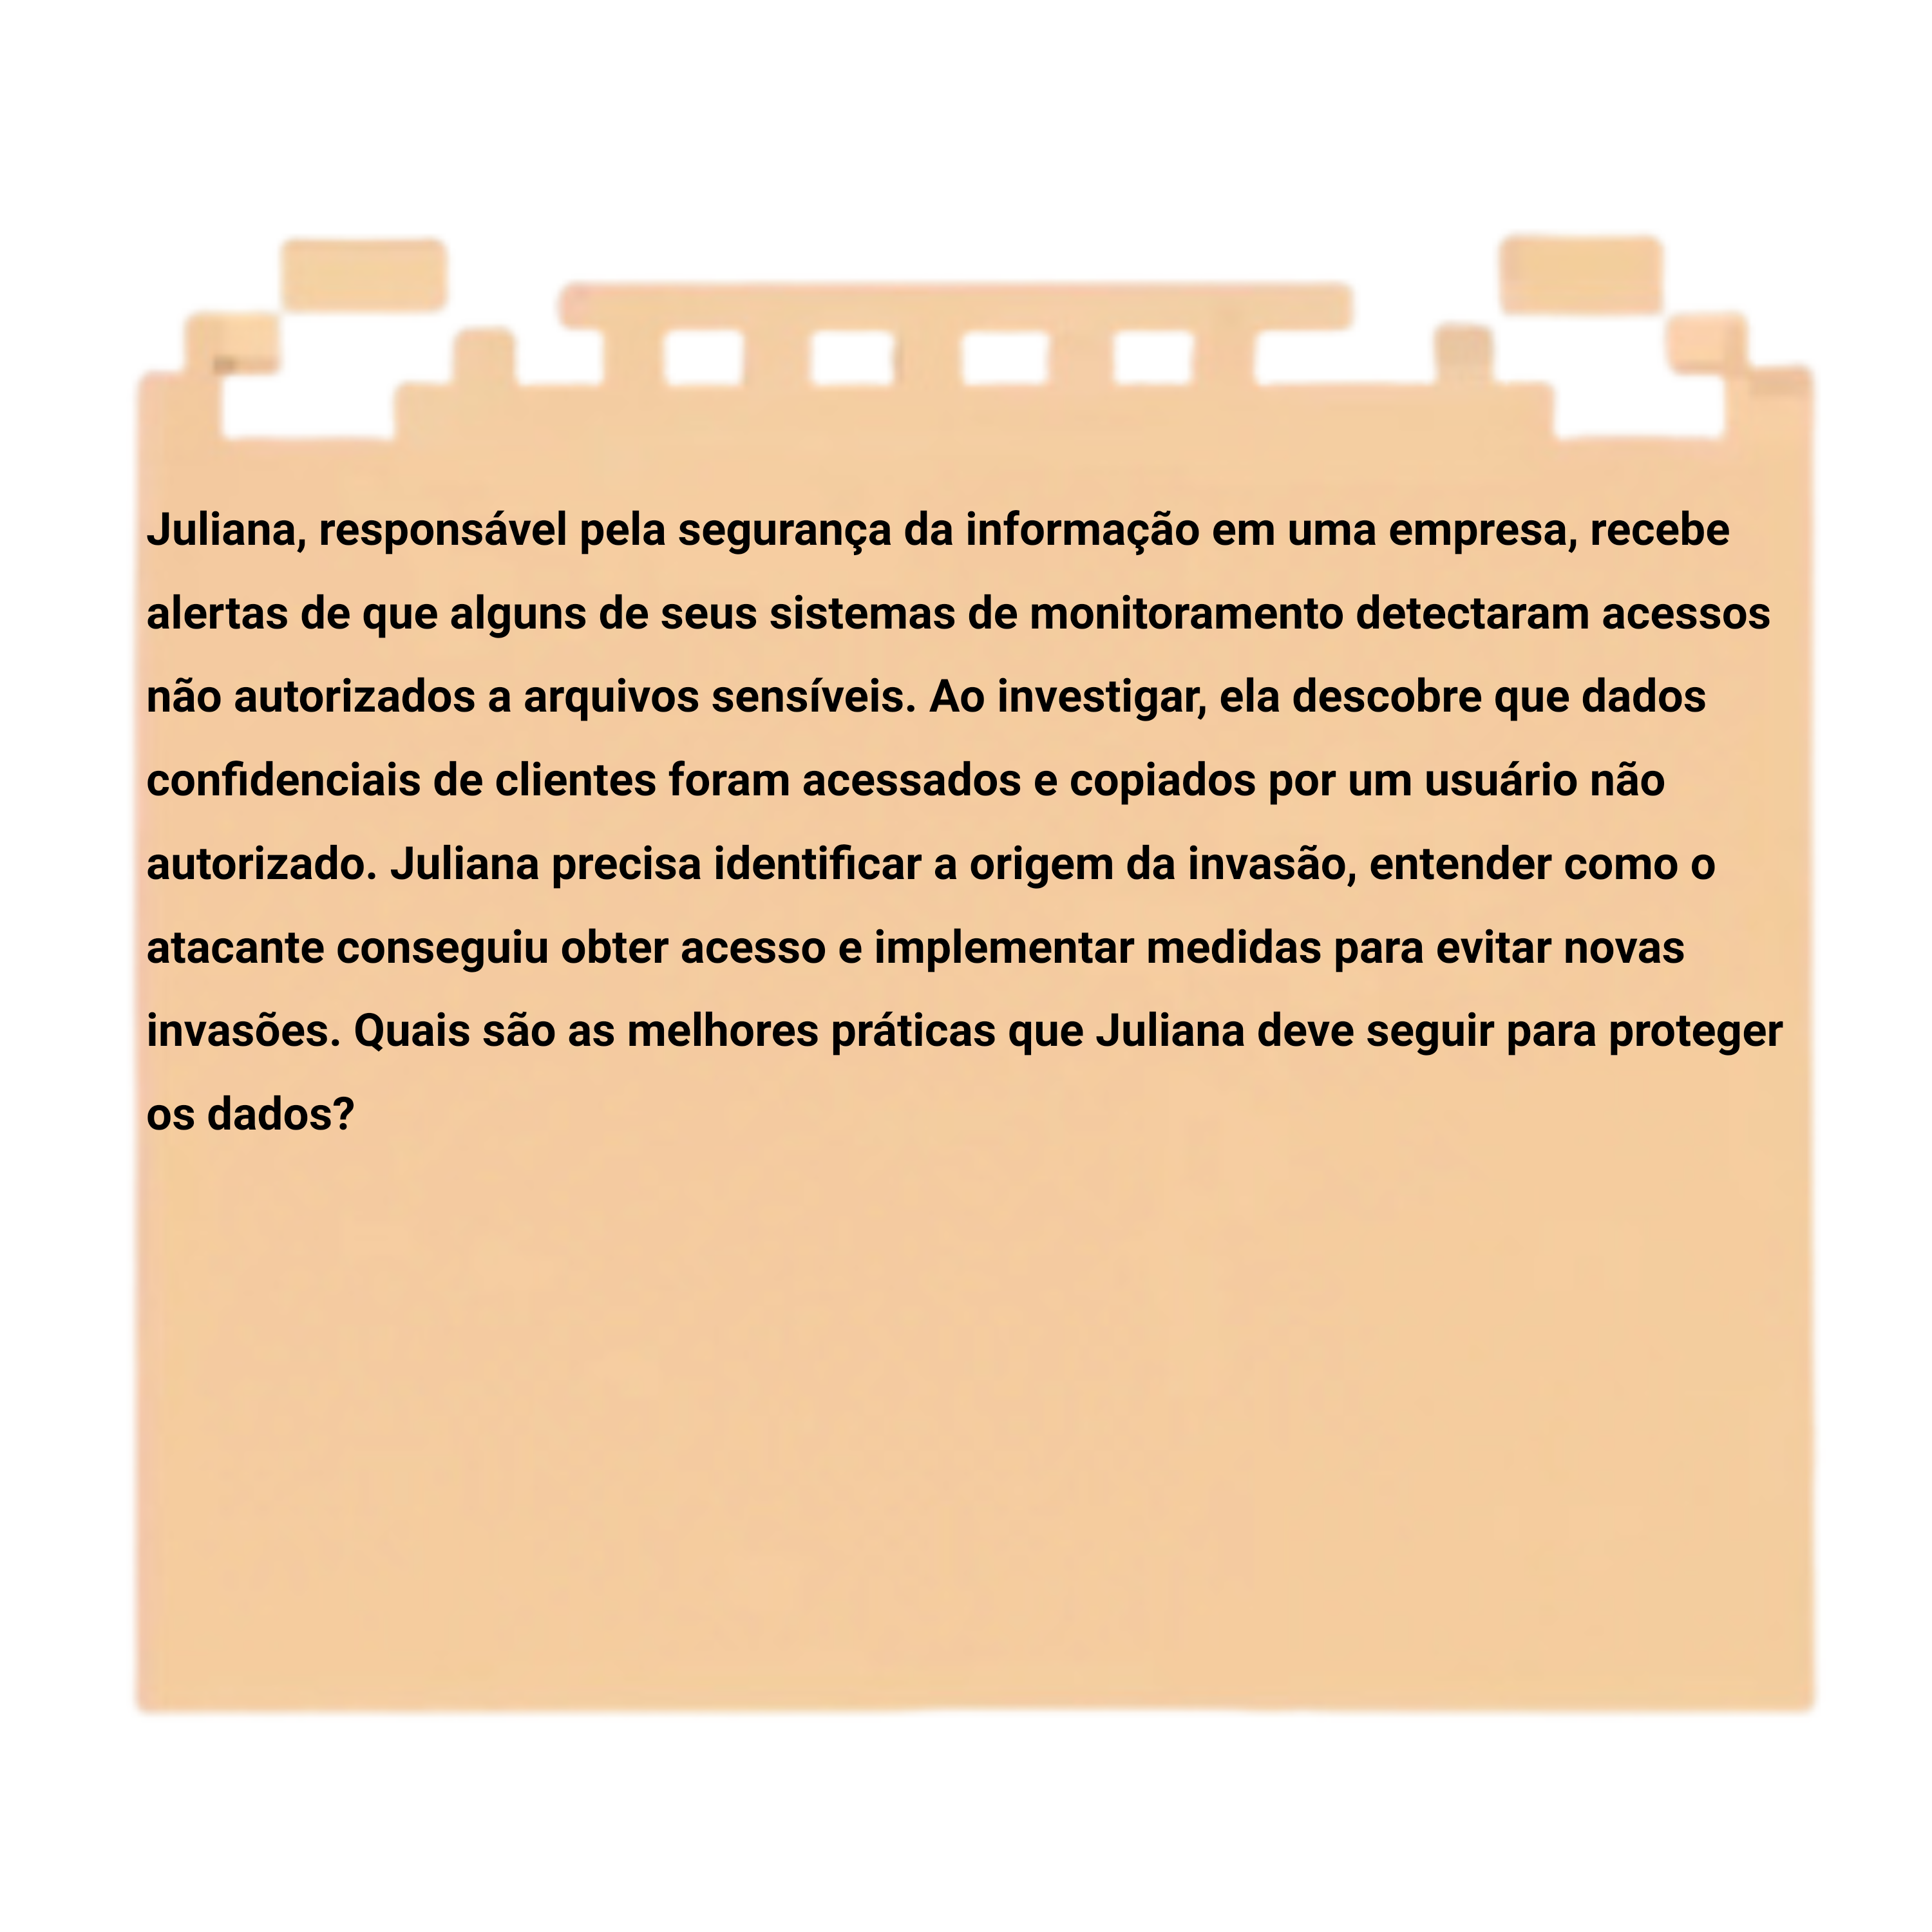 Juliana, responsável pela segurança da informação em uma empresa, recebe
alertas de que alguns de seus sistemas de monitoramento detectaram acessos
não autorizados a arquivos sensíveis. Ao investigar, ela descobre que dados
confidenciais de clientes foram acessados e copiados por um usuário não
autorizado. Juliana precisa identificar a origem da invasão, entender como o
atacante conseguiu obter acesso e implementar medidas para evitar novas
invasões. Quais são as melhores práticas que Juliana deve seguir para proteger
os dados?